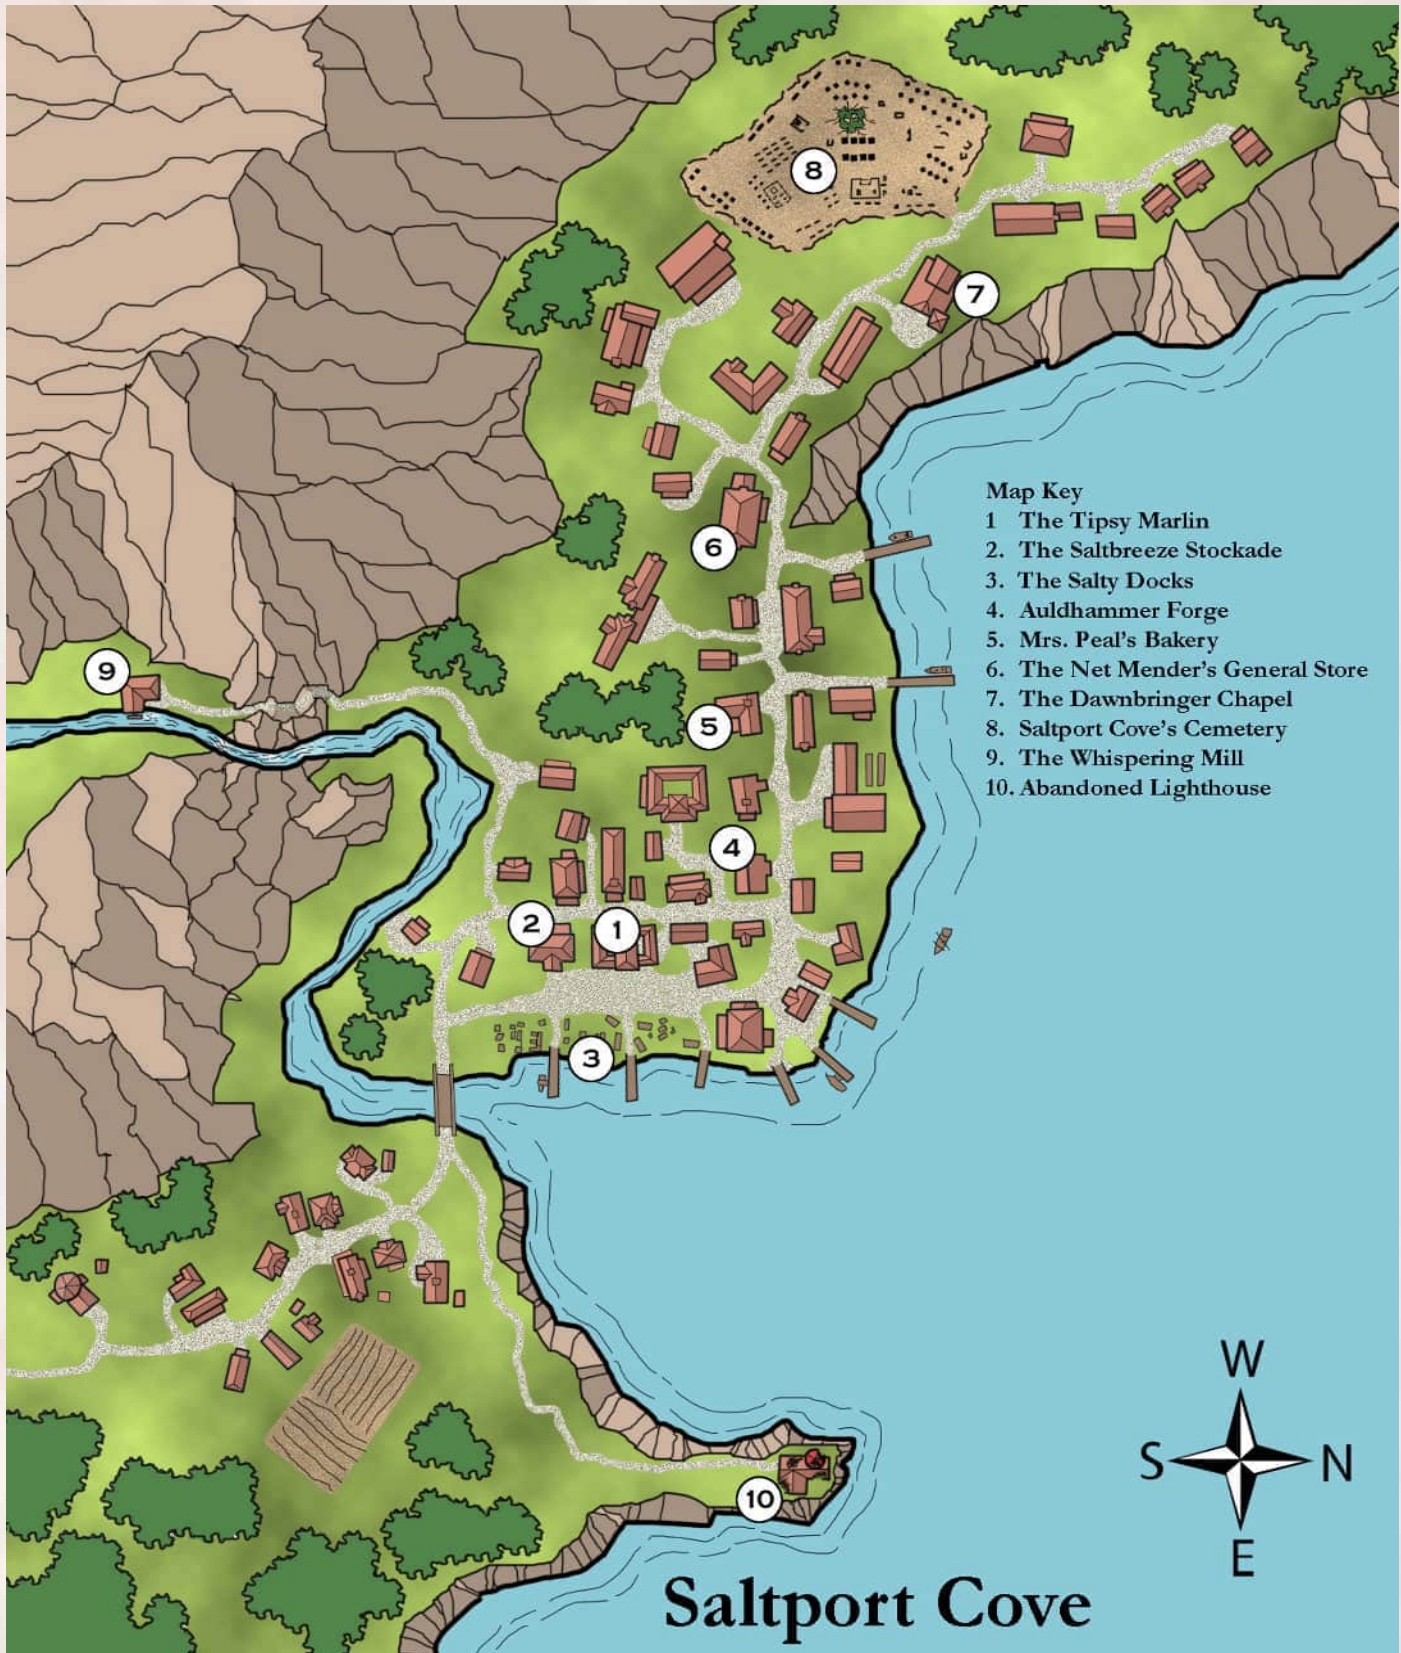 8
7
Map Key
1 The Tipsy Marlin
2. The Saltbreeze Stockade
3. The Salty Docks
4. Auldhammer Forge
5. Mrs. Peal's Bakery
6. The Net Mender's General Store
7. The Dawnbringer Chapel
8. Saltport Cove's Cemetery
9. The Whispering Mill
10. Abandoned Lighthouse
6
9
5
4
2
1
3
W
S N
E
10
Saltport Cove